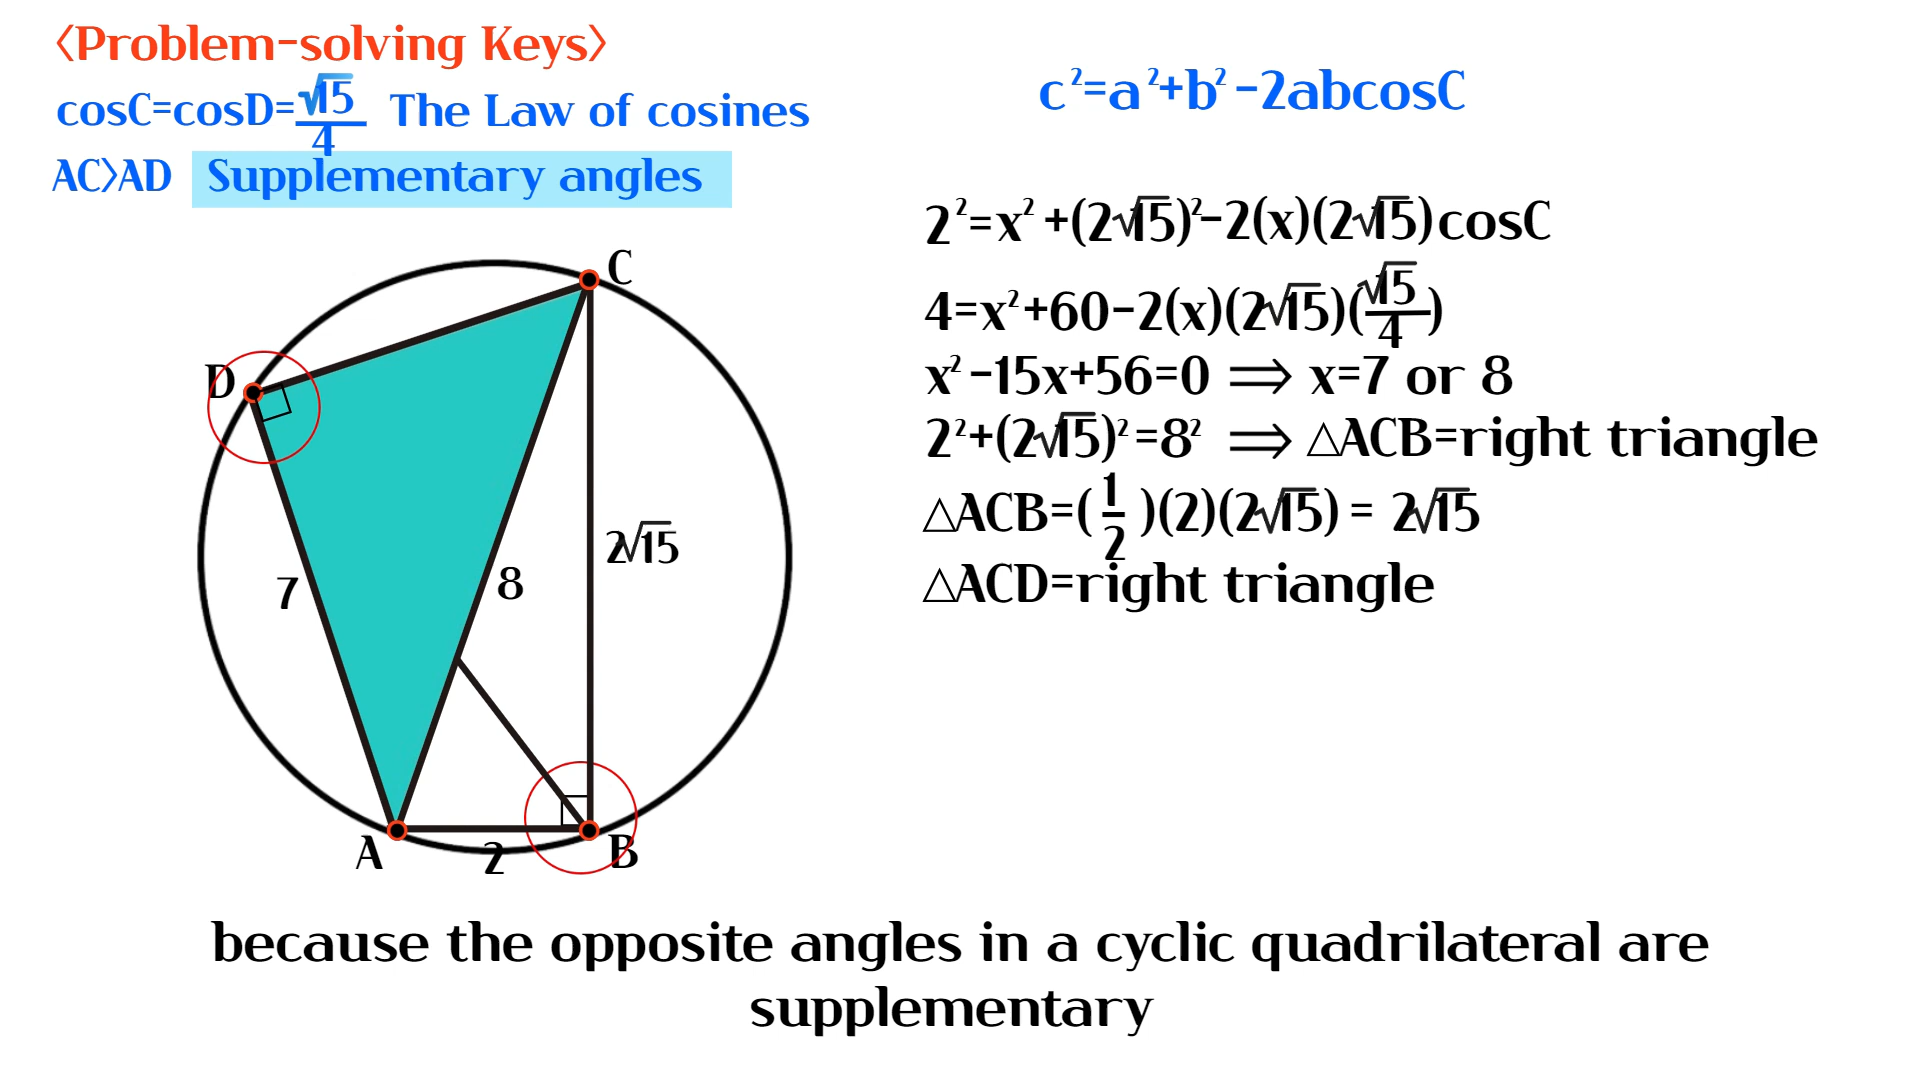 〈Problem-solving Keys〉
cosC=cosD=√15/4 The Law of cosines
AC>AD Supplementary angles
c²=a²+b²-2abcosC
2²=x²+(2√15)²-2(x)(2√15)cosC
4=x²+60-2(x)(2√15)(√15/4)
x²-15x+56=0 ⟹ x=7 or 8
2²+(2√15)²=8² ⟹ △ACB=right triangle
△ACB=(1/2)(2)(2√15) = 2√15
△ACD=right triangle
C
D
2√15
7
8
A
2
B
because the opposite angles in a cyclic quadrilateral are
supplementary